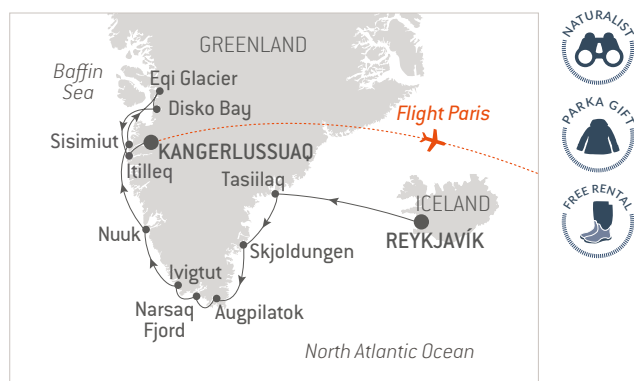 GREENLAND
Baffin
Sea
Eqi Glacier
Disko Bay
Flight Paris
Sisimiut
KANGERLUSSUAQ
Itilleq
Tasiilaq
ICELAND
REYKJAVÍK
Nuuk
Skjoldungen
Ivigtut
Narsaq
Fjord
Augpilatok
North Atlantic Ocean
NATURALIST
PARKA GIFT
FREE RENTAL